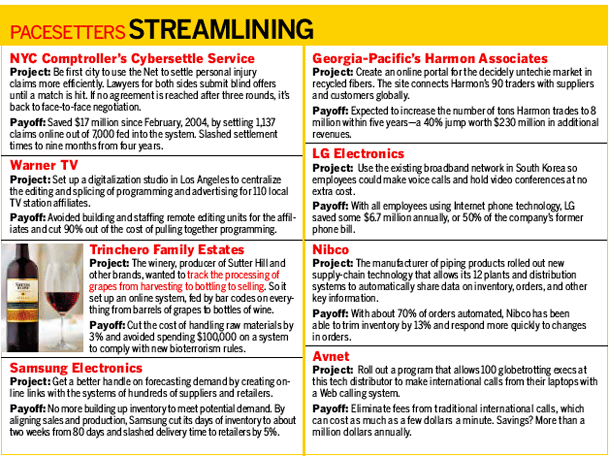 PACESETTERS STREAMLINING
NYC Comptroller's Cybersettle Service
Project: Be first city to use the Net to settle personal injury
claims more efficiently. Lawyers for both sides submit blind offers
until a match is hit. If no agreement is reached after three rounds, it's
back to face-to-face negotiation.
Payoff: Saved $17 million since February, 2004, by settling 1,137
claims online out of 7,000 fed into the system. Slashed settlement
times to nine months from four years.
Warner TV
Project: Set up a digitalization studio in Los Angeles to centralize
the editing and splicing of programming and advertising for 110 local
TV station affiliates.
Payoff: Avoided building and staffing remote editing units for the affil-
iates and cut 90% out of the cost of pulling together programming.
Trinchero Family Estates
Project: The winery, producer of Sutter Hill and
other brands, wanted to track the processing of
grapes from harvesting to bottling to selling. So it
set up an online system, fed by bar codes on every-
thing from barrels of grapes to bottles of wine.
Payoff: Cut the cost of handling raw materials by
3% and avoided spending $100,000 on a system
to comply with new bioterrorism rules.
Samsung Electronics
Project: Get a better handle on forecasting demand by creating on-
line links with the systems of hundreds of suppliers and retailers.
Payoff: No more building up inventory to meet potential demand. By
aligning sales and production, Samsung cut its days of inventory to about
two weeks from 80 days and slashed delivery time to retailers by 5%.
Georgia-Pacific's Harmon Associates
Project: Create an online portal for the decidely untechie market in
recycled fibers. The site connects Harmon's 90 traders with suppliers
and customers globally.
Payoff: Expected to increase the number of tons Harmon trades to 8
million within five years—a 40% jump worth $230 million in additional
revenues.
LG Electronics
Project: Use the existing broadband network in South Korea so
employees could make voice calls and hold video conferences at no
extra cost.
Payoff: With all employees using Internet phone technology, LG
saved some $6.7 million annually, or 50% of the company's former
phone bill.
Nibco
Project: The manufacturer of piping products rolled out new
supply-chain technology that allows its 12 plants and distribution
systems to automatically share data on inventory, orders, and other
key information.
Payoff: With about 70% of orders automated, Nibco has been
able to trim inventory by 13% and respond more quickly to changes
in orders.
Avnet
Project: Roll out a program that allows 100 globetrotting execs at
this tech distributor to make international calls from their laptops with
a Web calling system.
Payoff: Eliminate fees from traditional international calls, which
can cost as much as a few dollars a minute. Savings? More than a
million dollars annually.